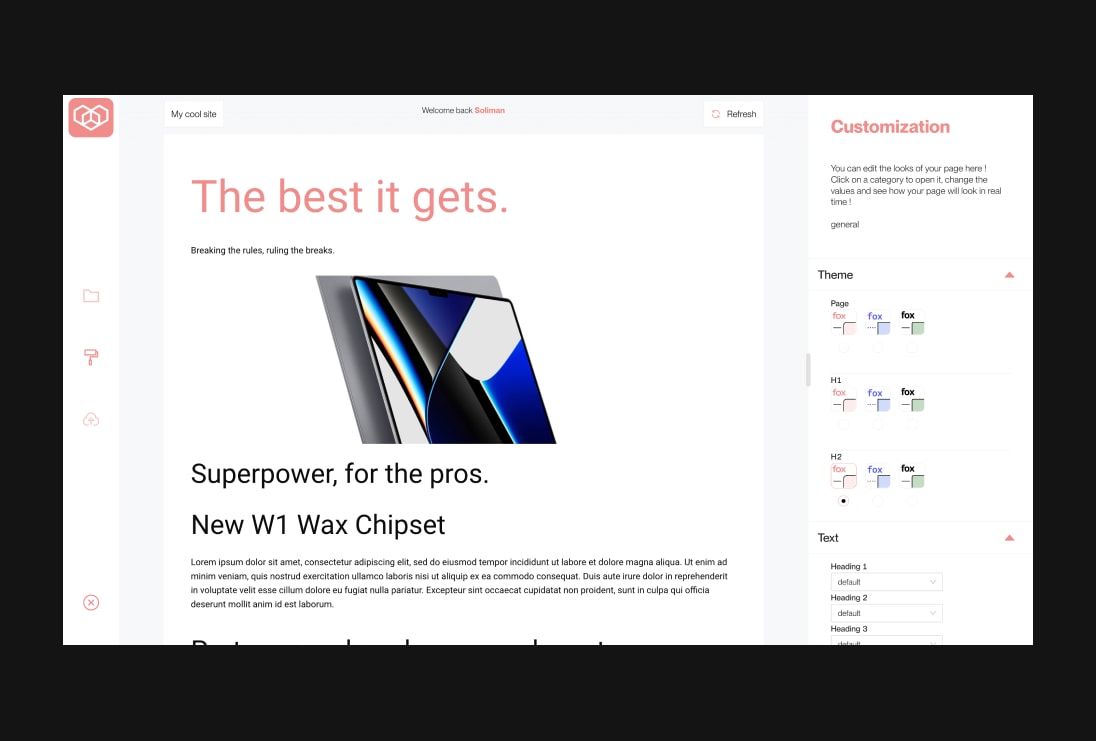 My cool site
Welcome back Soliman
Refresh
The best it gets.
Breaking the rules, ruling the breaks.
Superpower, for the pros.
New W1 Wax Chipset
Lorem ipsum dolor sit amet, consectetur adipiscing elit, sed do eiusmod tempor incididunt ut labore et dolore magna aliqua. Ut enim ad
minim veniam, quis nostrud exercitation ullamco laboris nisi ut aliquip ex ea commodo consequat. Duis aute irure dolor in reprehenderit
in voluptate velit esse cillum dolore eu fugiat nulla pariatur. Excepteur sint occaecat cupidatat non proident, sunt in culpa qui officia
deserunt mollit anim id est laborum.
Customization
You can edit the looks of your page here !
Click on a category to open it, change the
values and see how your page will look in real
time !
general
Theme
Page
fox fox fox
H1
fox fox fox
H2
fox fox fox
Text
Heading 1
default
Heading 2
default
Heading 3
default